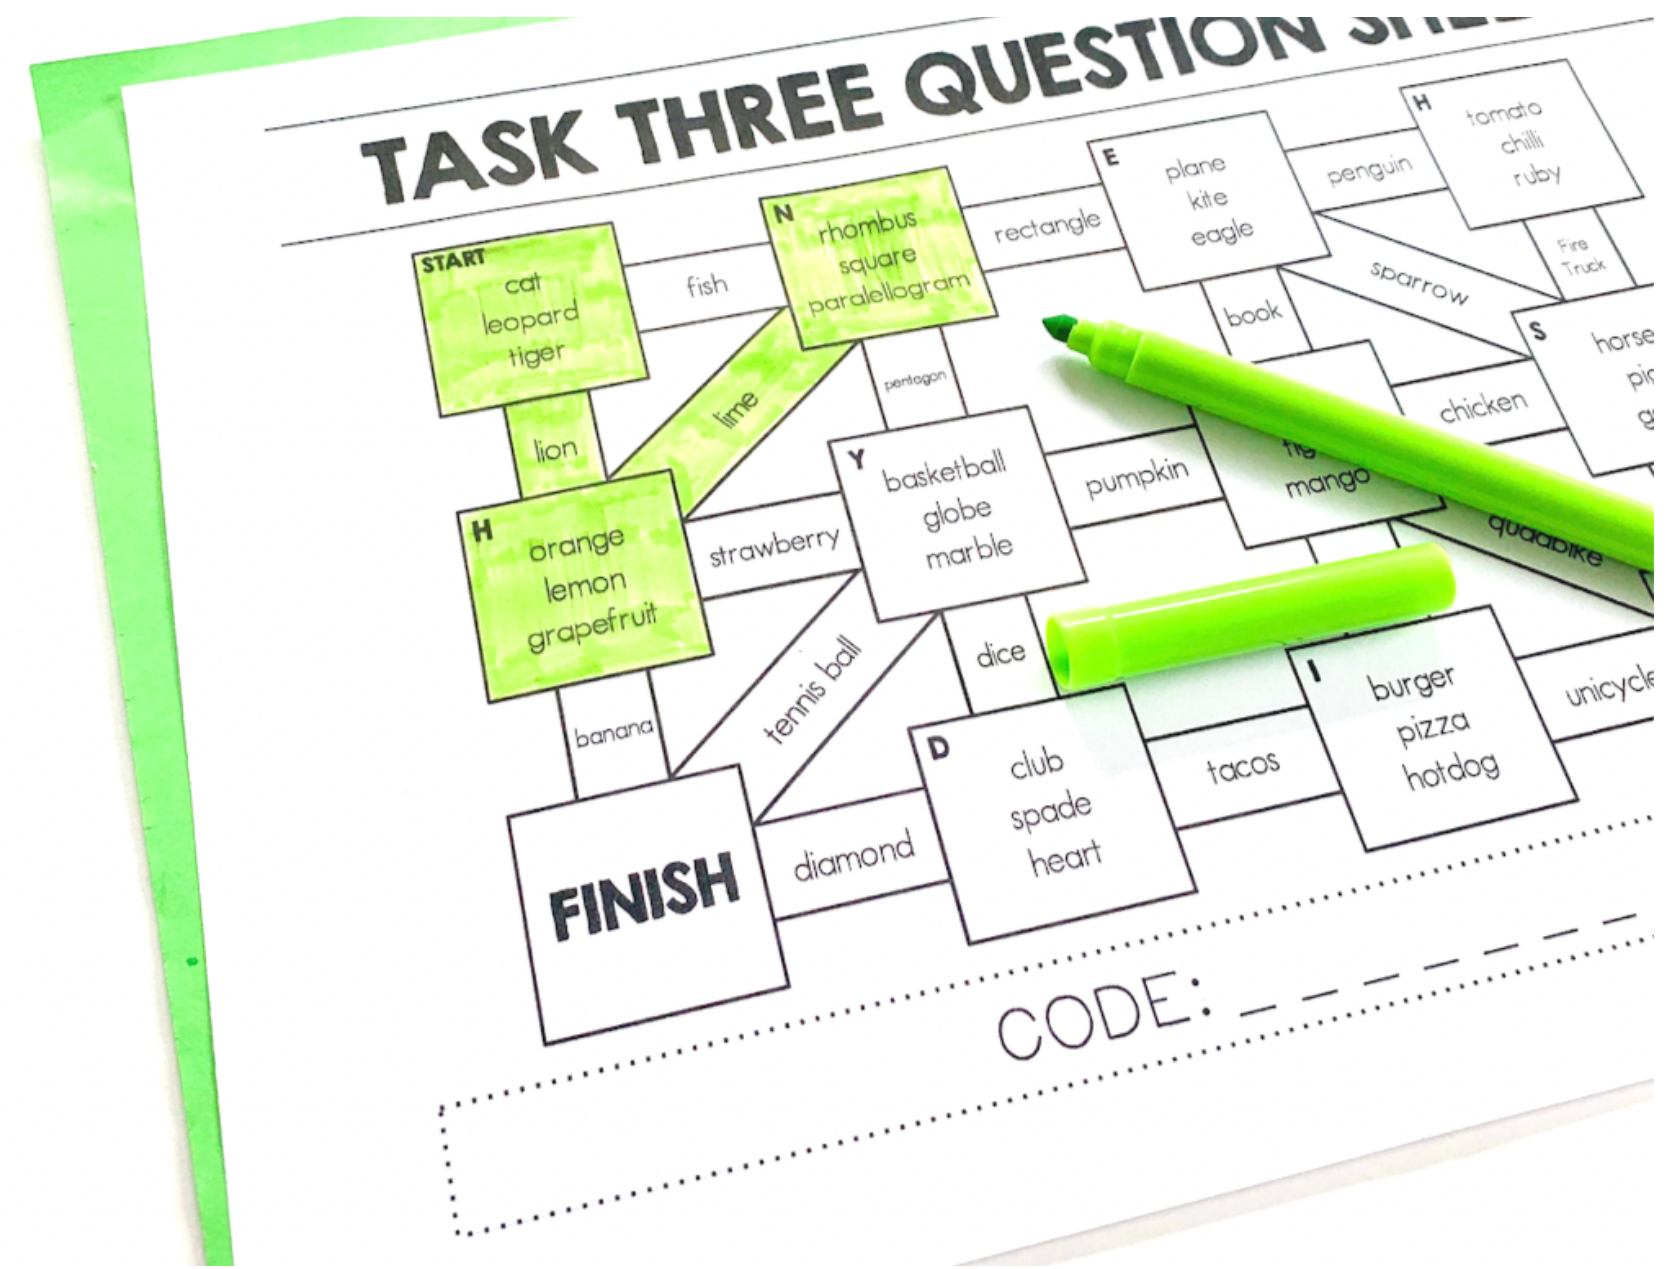 TASK THREE QUESTION
START
cat
leopard
tiger
fish
N
rhombus
square
paralellogram
rectangle
E
plane
kite
eagle
penguin
H
tomato
chilli
ruby
lion
lime
pentagon
book
sparrow
Fire
Truck
H
orange
lemon
grapefruit
strawberry
Y
basketball
globe
marble
pumpkin
mango
chicken
S
quadbike
banana
tennis ball
dice
FINISH
diamond
D
club
spade
heart
tacos
I
burger
pizza
hotdog
CODE: _ _ _ _ _ _ _